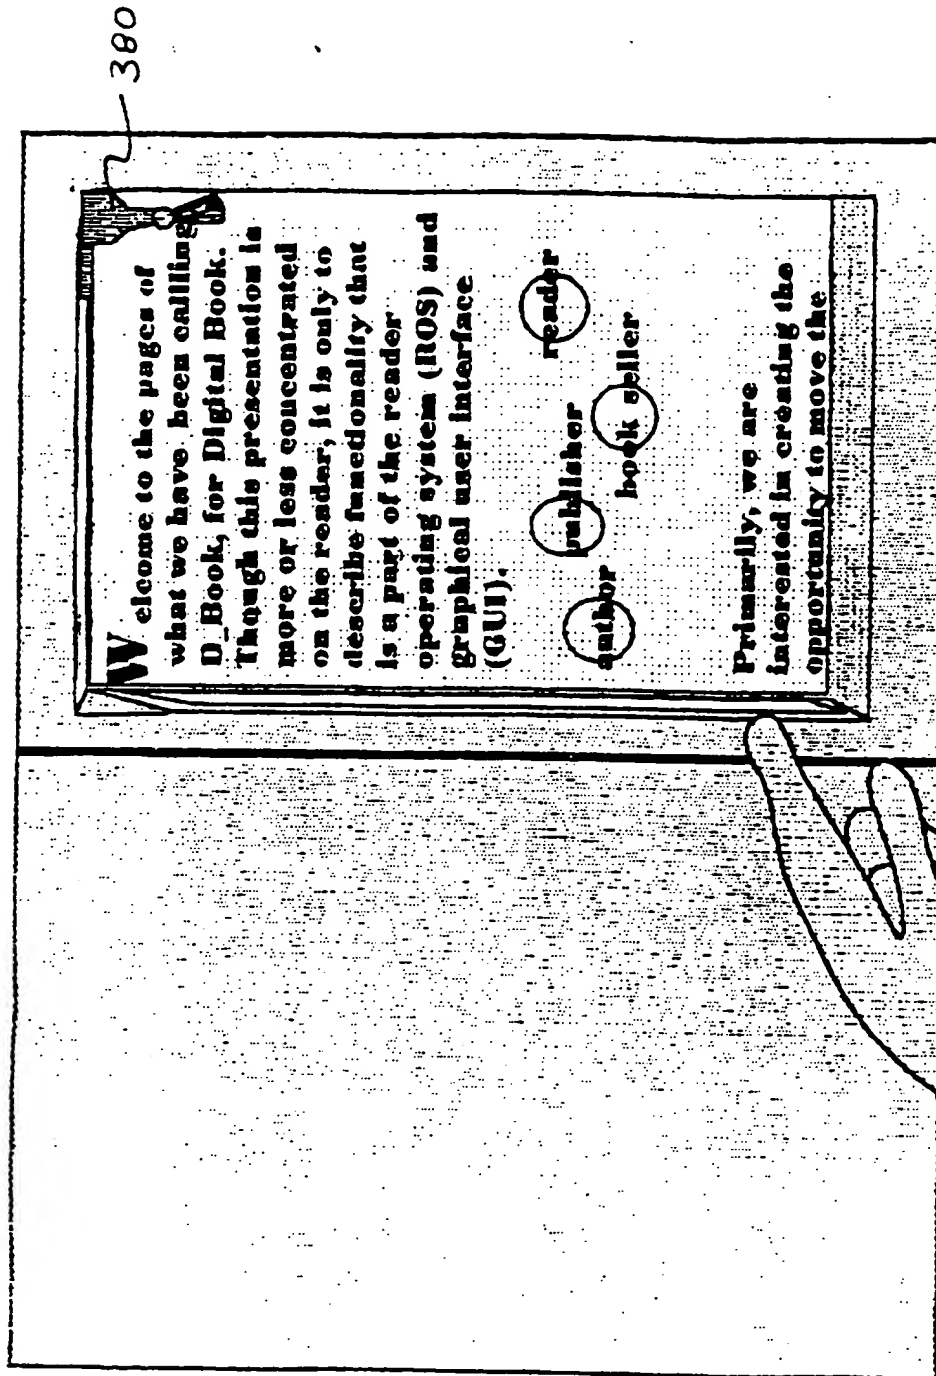 380
Welcome to the pages of
what we have been callling
D_Book, for Digital Book.
Though this presentation is
more or less concentrated
on the reader, it is only to
describe funcdonality that
is a part of the reader
operating system (ROS) and
graphical user interface
(GUI).
author publisher reader
book seller
Primarily, we are
interested in creating the
opportunity to move the